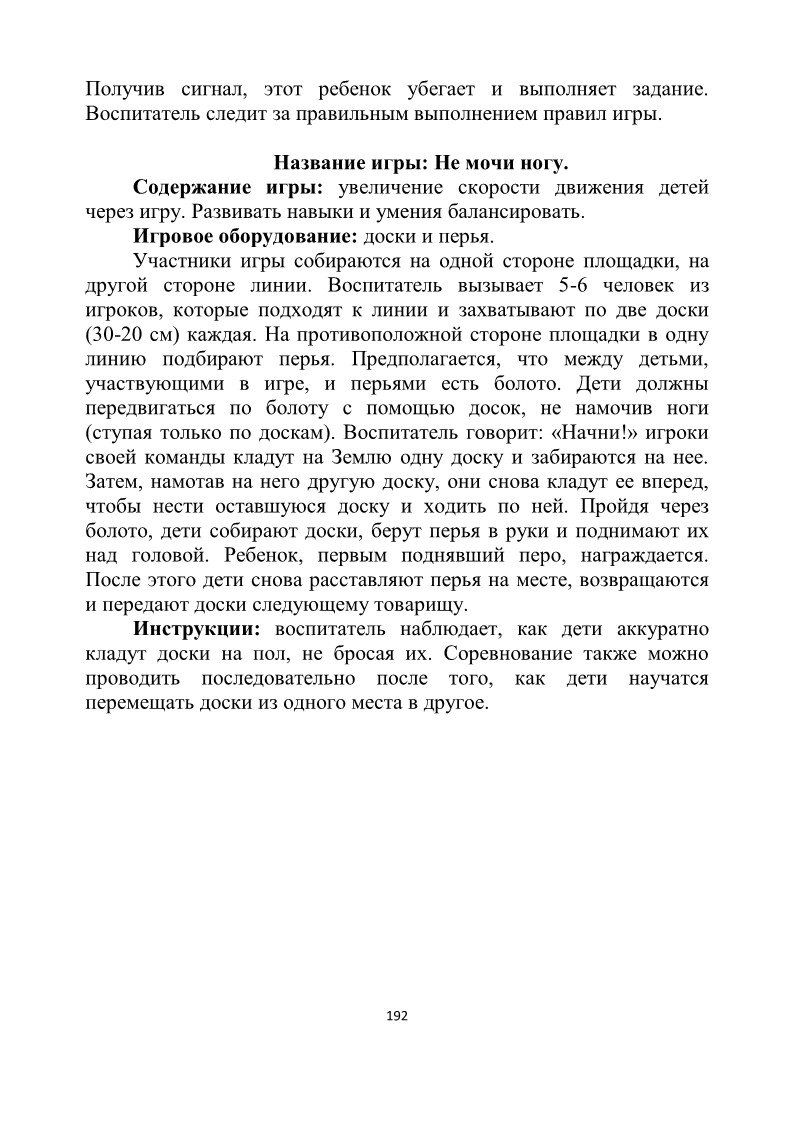 Получив сигнал, этот ребенок убегает и выполняет задание.
Воспитатель следит за правильным выполнением правил игры.
Название игры: Не мочи ногу.
Содержание игры: увеличение скорости движения детей
через игру. Развивать навыки и умения балансировать.
Игровое оборудование: доски и перья.
Участники игры собираются на одной стороне площадки, на
другой стороне линии. Воспитатель вызывает 5-6 человек из
игроков, которые подходят к линии и захватывают по две доски
(30-20 см) каждая. На противоположной стороне площадки в одну
линию подбирают перья. Предполагается, что между детьми,
участвующими в игре, и перьями есть болото. Дети должны
передвигаться по болоту с помощью досок, не намочив ноги
(ступая только по доскам). Воспитатель говорит: «Начни!» игроки
своей команды кладут на Землю одну доску и забираются на нее.
Затем, намотав на него другую доску, они снова кладут ее вперед,
чтобы нести оставшуюся доску и ходить по ней. Пройдя через
болото, дети собирают доски, берут перья в руки и поднимают их
над головой. Ребенок, первым поднявший перо, награждается.
После этого дети снова расставляют перья на месте, возвращаются
и передают доски следующему товарищу.
Инструкции: воспитатель наблюдает, как дети аккуратно
кладут доски на пол, не бросая их. Соревнование также можно
проводить последовательно после того, как дети научатся
перемещать доски из одного места в другое.
192